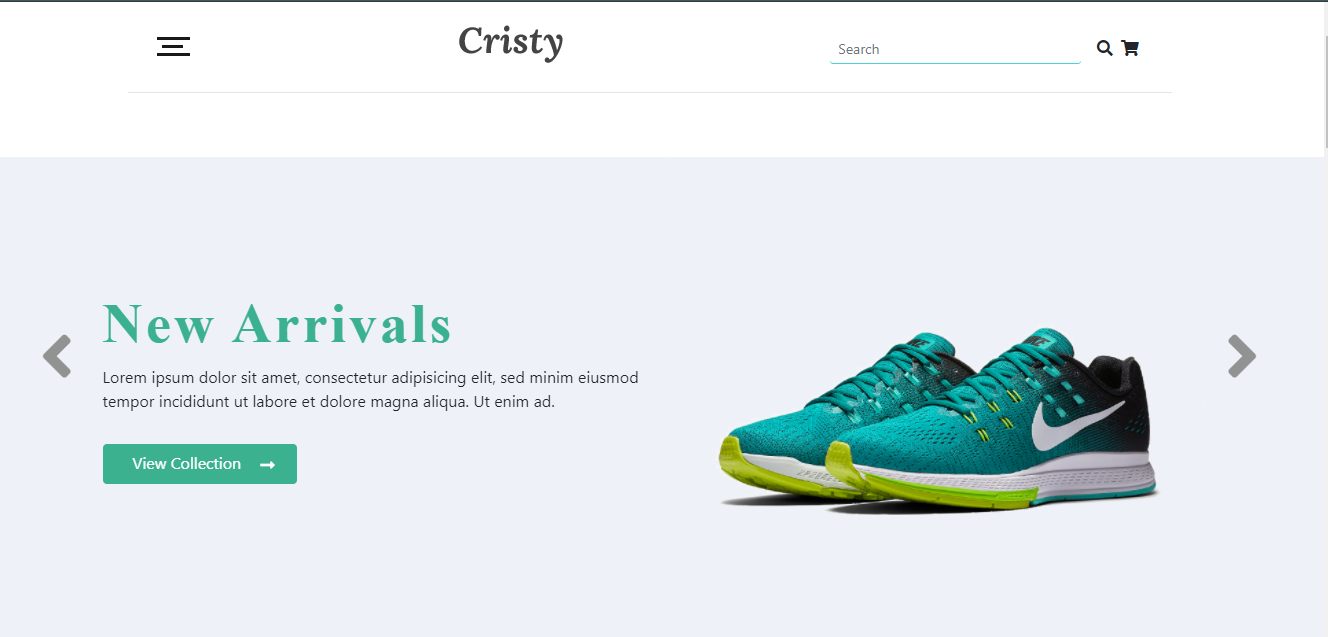 Cristy
Search
New Arrivals
Lorem ipsum dolor sit amet, consectetur adipisicing elit, sed minim eiusmod
tempor incididunt ut labore et dolore magna aliqua. Ut enim ad.
View Collection